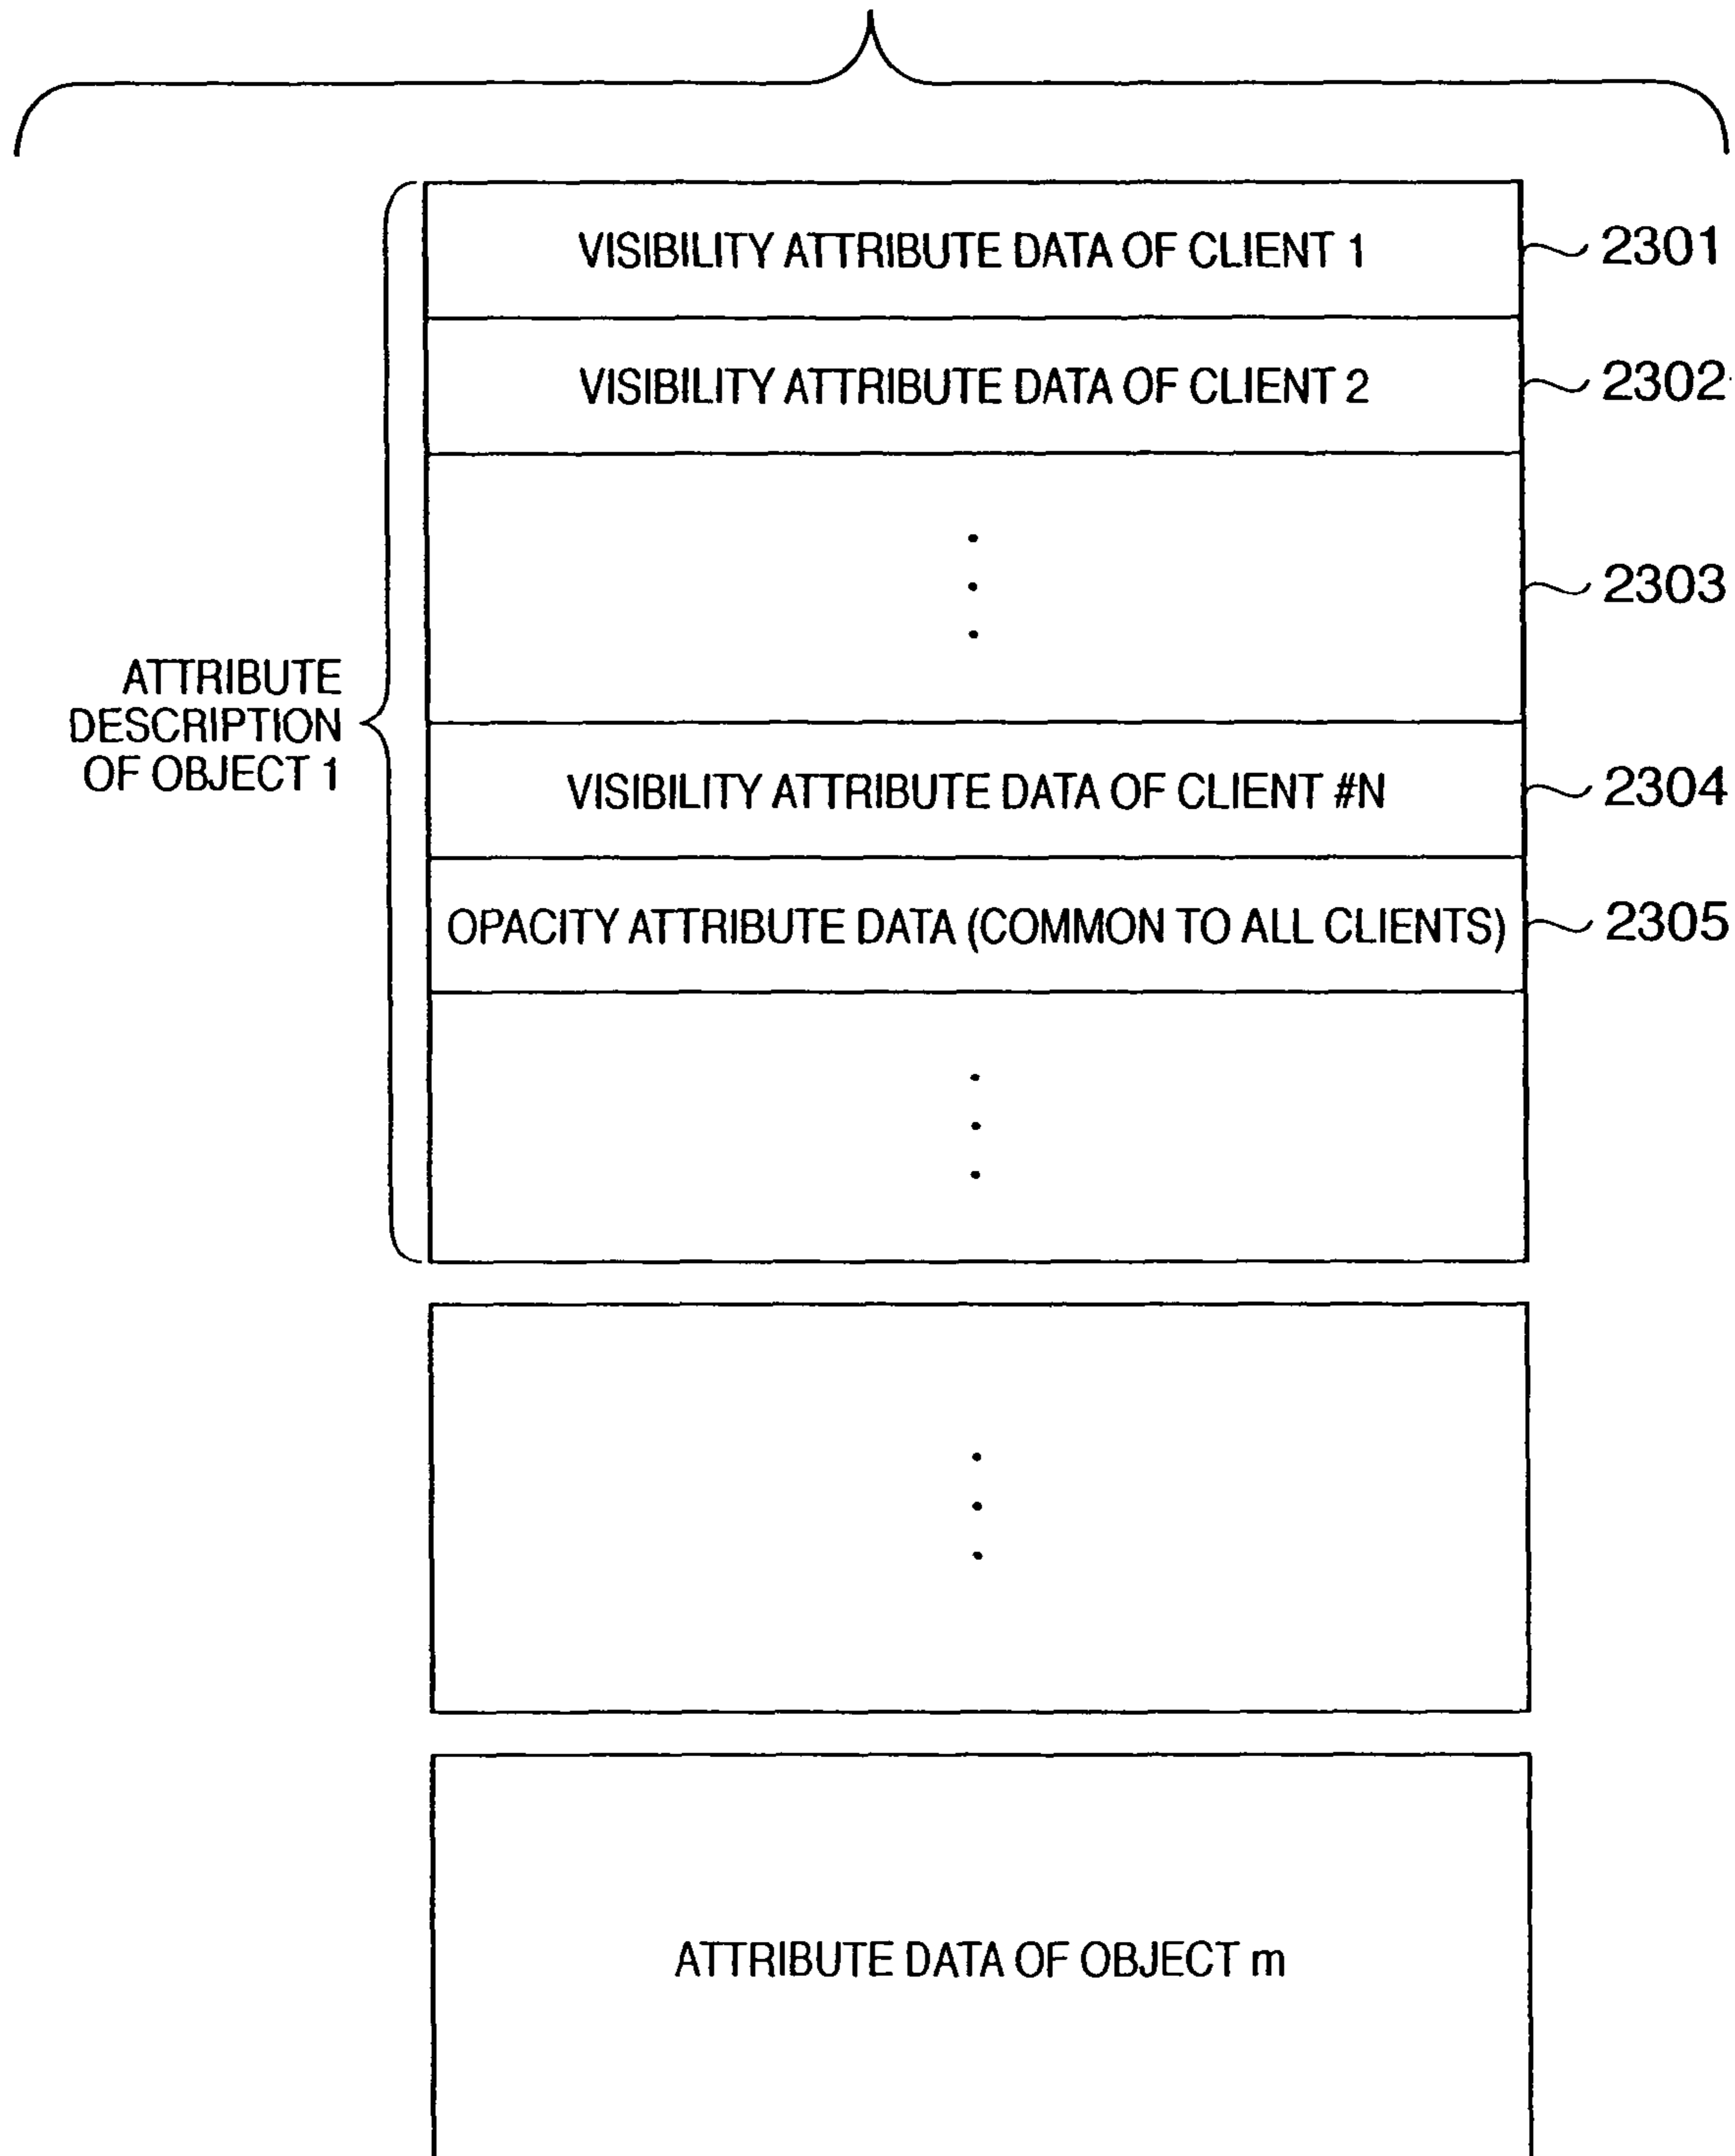 VISIBILITY ATTRIBUTE DATA OF CLIENT 1
2301
VISIBILITY ATTRIBUTE DATA OF CLIENT 2
2302
2303
ATTRIBUTE
DESCRIPTION
OF OBJECT 1
VISIBILITY ATTRIBUTE DATA OF CLIENT #N
2304
OPACITY ATTRIBUTE DATA (COMMON TO ALL CLIENTS)
2305
ATTRIBUTE DATA OF OBJECT m